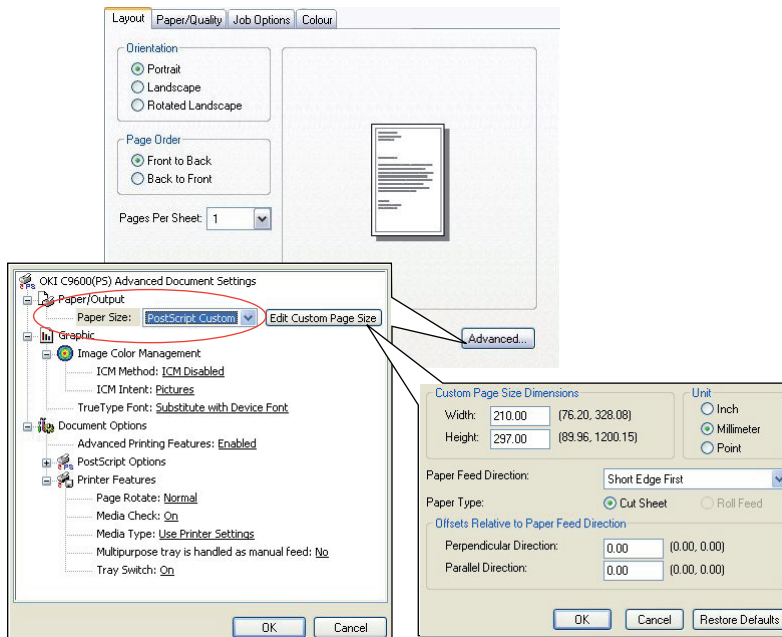 Layout Paper/Quality Job Options Colour
Orientation
Portrait
Landscape
Rotated Landscape
Page Order
Front to Back
Back to Front
Pages Per Sheet: 1
Advanced...
OKI C9600(PS) Advanced Document Settings
Paper/Output
Paper Size: PostScript Custom Edit Custom Page Size
Graphic
Image Color Management
ICM Method: ICM Disabled
ICM Intent: Pictures
TrueType Font: Substitute with Device Font
Document Options
Advanced Printing Features: Enabled
PostScript Options
Printer Features
Page Rotate: Normal
Media Check: On
Media Type: Use Printer Settings
Multipurpose tray is handled as manual feed: No
Tray Switch: On
OK Cancel
Custom Page Size Dimensions
Width: 210.00 (76.20, 328.08)
Height: 297.00 (89.96, 1200.15)
Unit
Inch
Millimeter
Point
Paper Feed Direction: Short Edge First
Paper Type: Cut Sheet Roll Feed
Offsets Relative to Paper Feed Direction
Perpendicular Direction: 0.00 (0.00, 0.00)
Parallel Direction: 0.00 (0.00, 0.00)
OK Cancel Restore Defaults